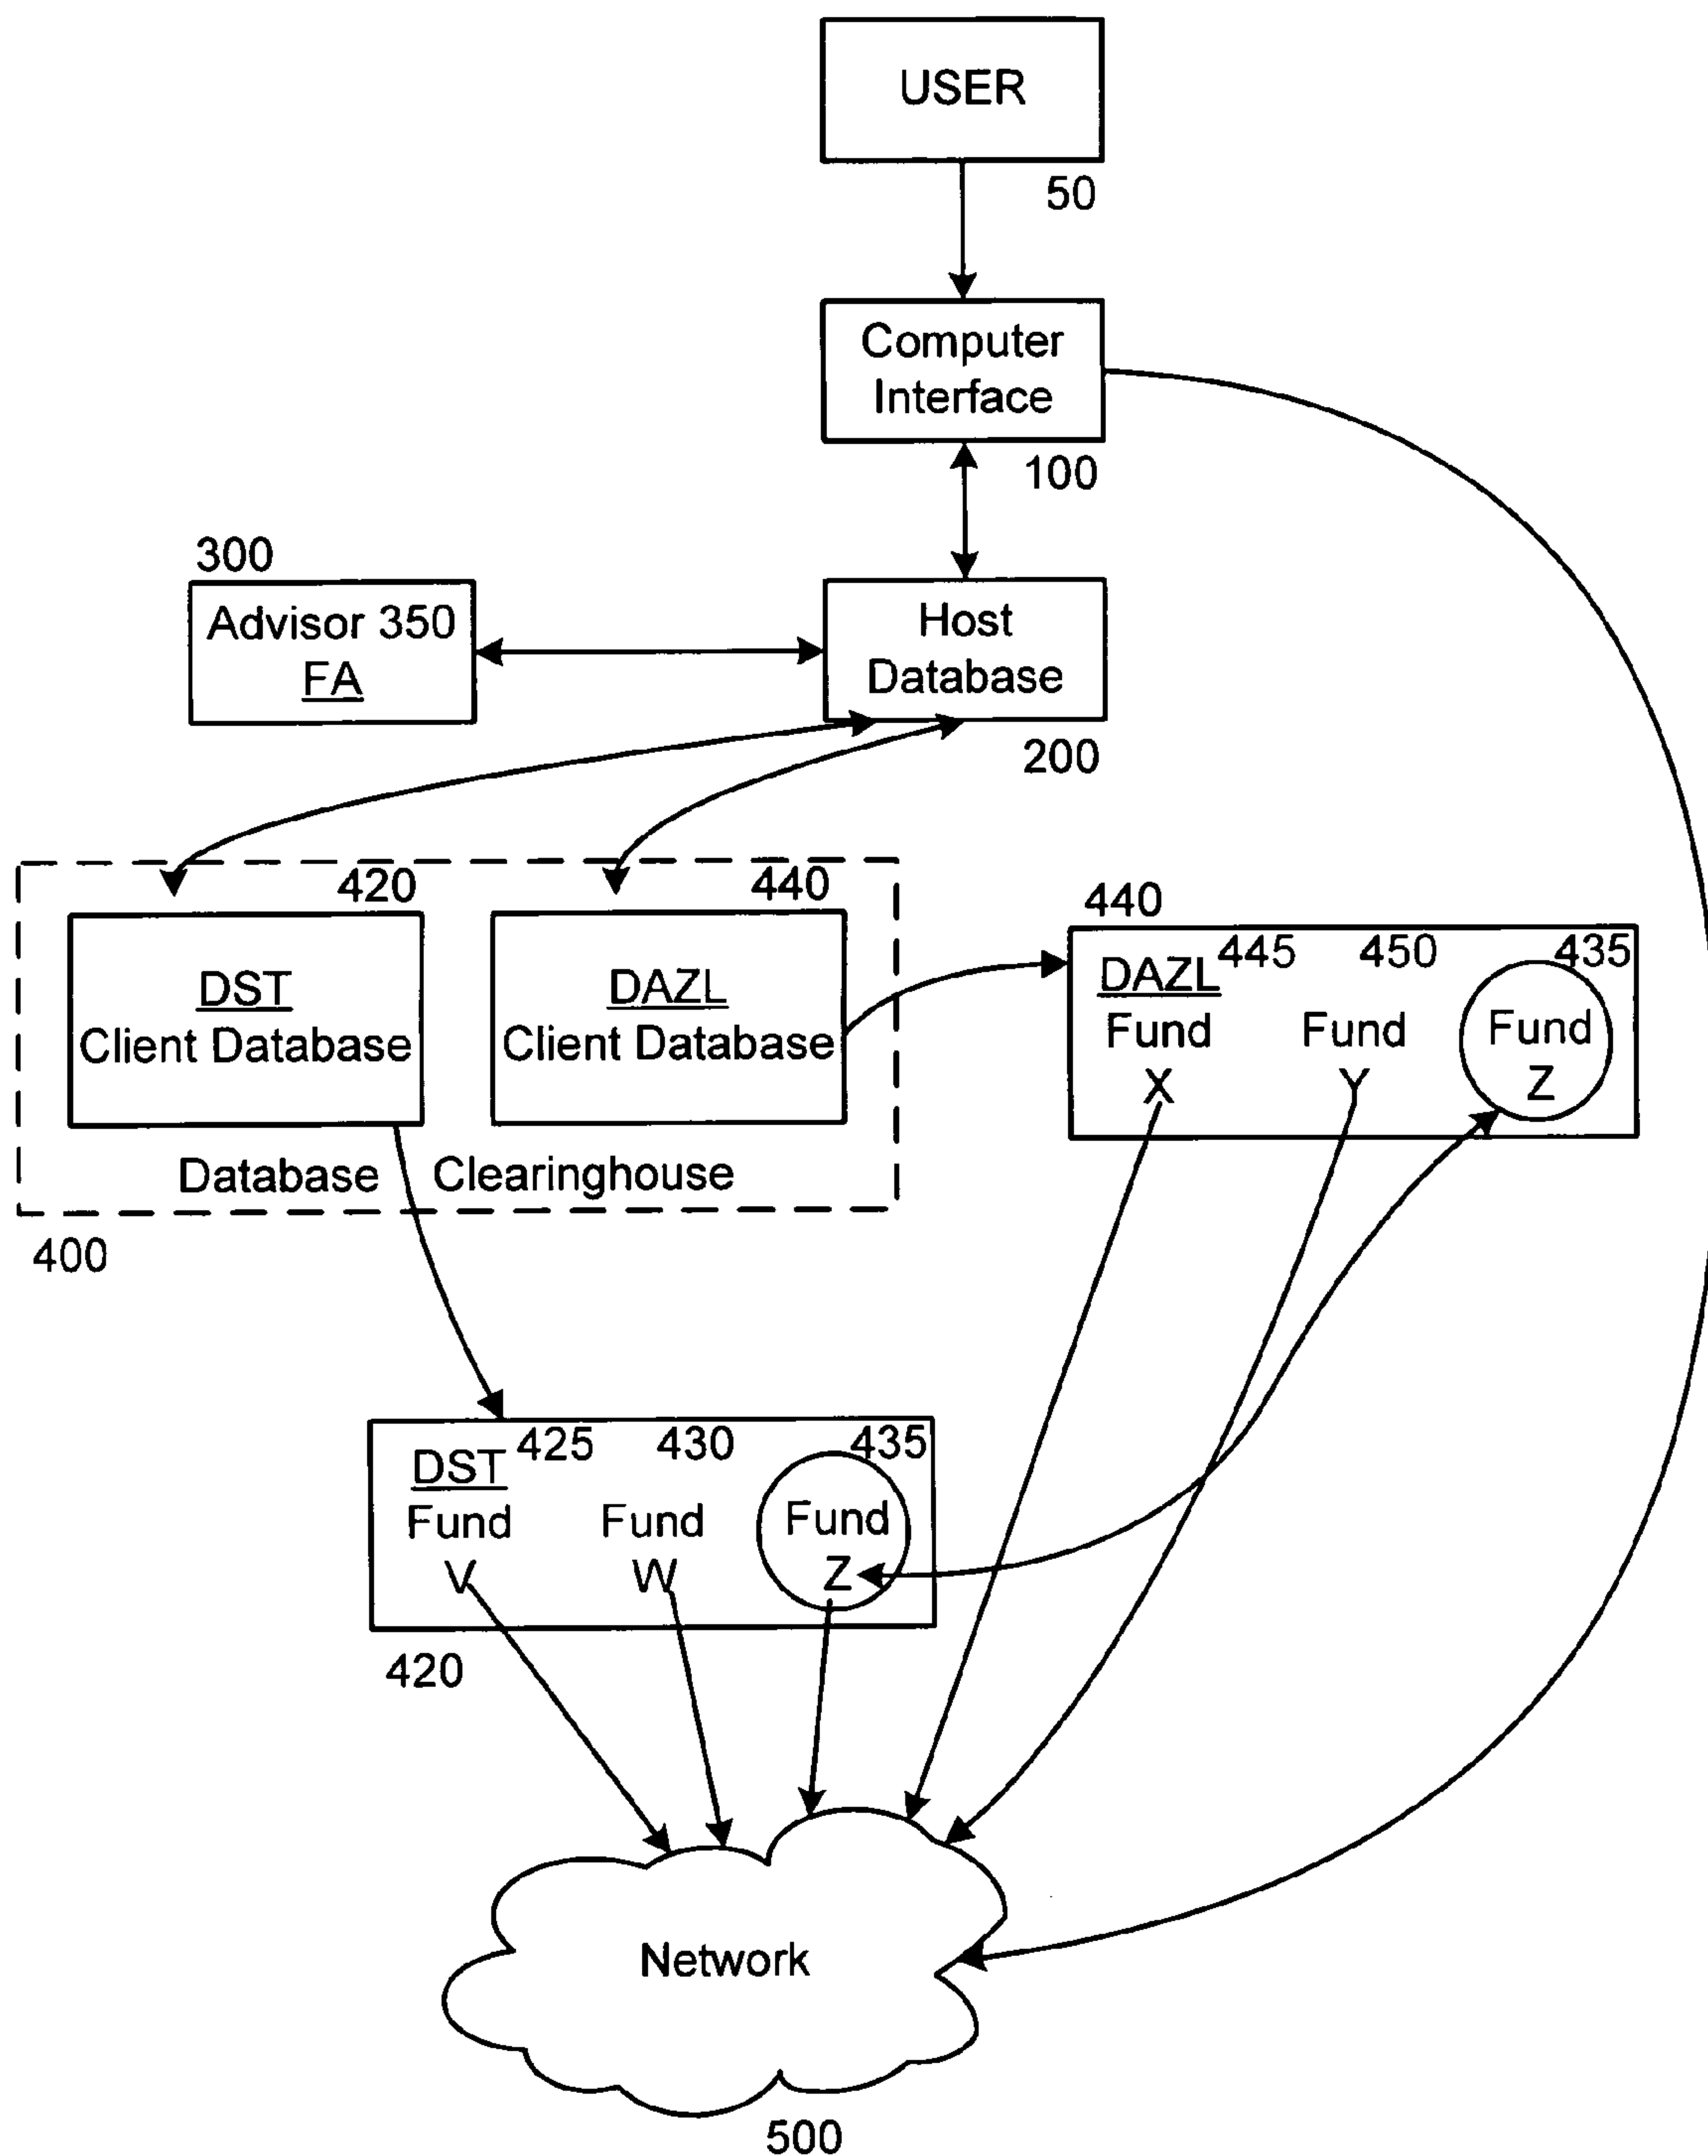 USER
50
Computer
Interface
100
300
Advisor 350
FA
Host
Database
200
420
440
DST
Client Database
DAZL
Client Database
Database Clearinghouse
400
440
445
450
435
DAZL
Fund
X
Fund
Y
Fund
Z
425
430
435
DST
Fund
V
Fund
W
Fund
Z
420
Network
500